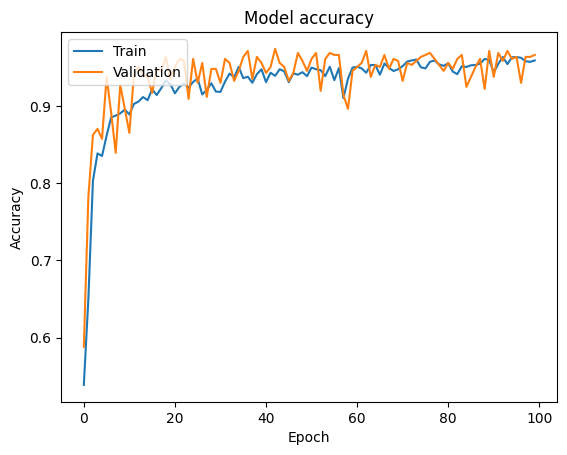 Model accuracy
Train
Validation
Accuracy
0.9
0.8
0.7
0.6
0 20 40 60 80 100
Epoch